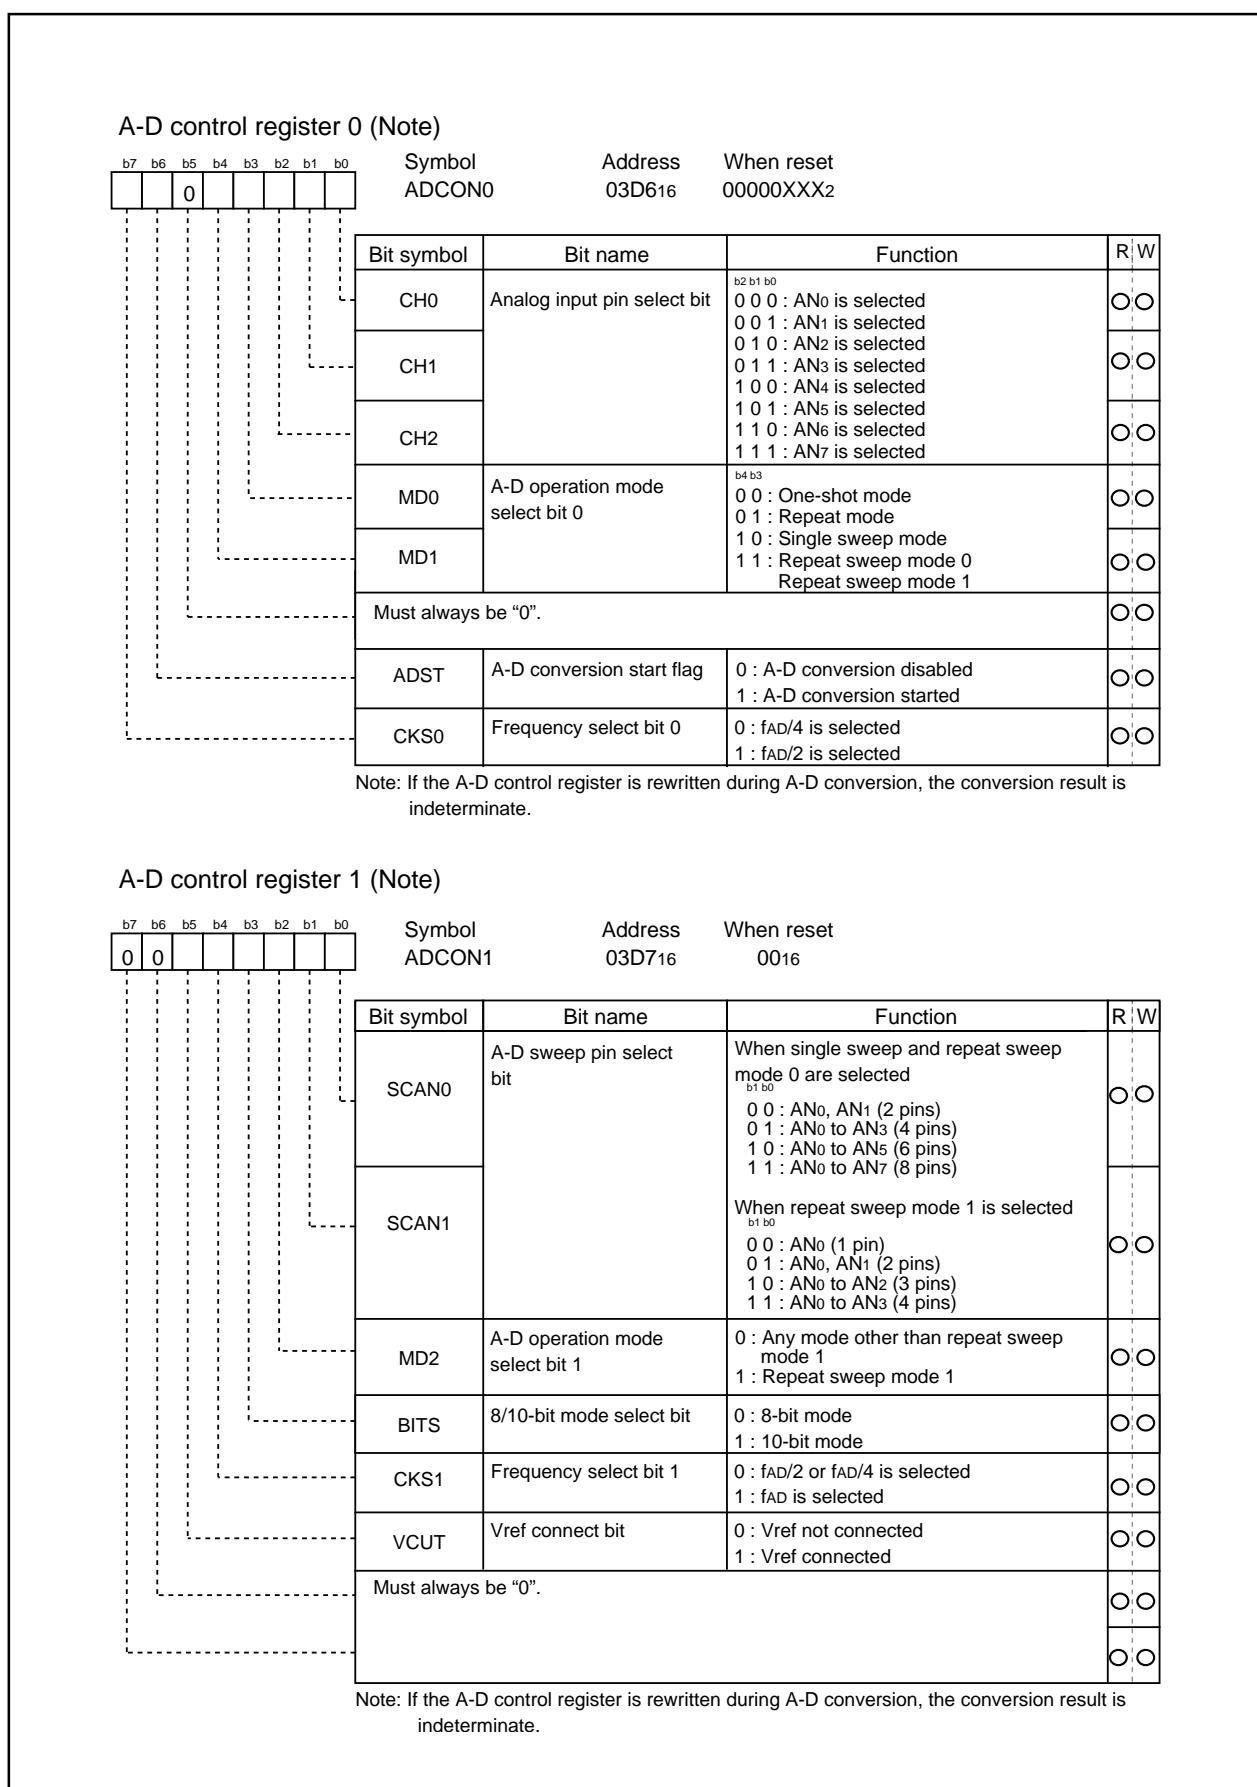 A-D control register 0 (Note)
b7 b6 b5 b4 b3 b2 b1 b0
Symbol Address When reset
ADCON0 03D616 00000XXX2
0
Bit symbol Bit name Function R W
CH0 Analog input pin select bit
b2 b1 b0
0 0 0 : AN0 is selected
0 0 1 : AN1 is selected
0 1 0 : AN2 is selected
CH1
0 1 1 : AN3 is selected
1 0 0 : AN4 is selected
1 0 1 : AN5 is selected
CH2
1 1 0 : AN6 is selected
1 1 1 : AN7 is selected
MD0 A-D operation mode
select bit 0
b4 b3
0 0 : One-shot mode
0 1 : Repeat mode
MD1
1 0 : Single sweep mode
1 1 : Repeat sweep mode 0
Repeat sweep mode 1
Must always be “0”.
ADST A-D conversion start flag 0 : A-D conversion disabled
1 : A-D conversion started
CKS0 Frequency select bit 0 0 : fAD/4 is selected
1 : fAD/2 is selected
Note: If the A-D control register is rewritten during A-D conversion, the conversion result is
indeterminate.
A-D control register 1 (Note)
b7 b6 b5 b4 b3 b2 b1 b0
Symbol Address When reset
ADCON1 03D716 0016
0 0
Bit symbol Bit name Function R W
SCAN0 A-D sweep pin select
bit
When single sweep and repeat sweep
mode 0 are selected
b1 b0
0 0 : AN0, AN1 (2 pins)
0 1 : AN0 to AN3 (4 pins)
1 0 : AN0 to AN5 (6 pins)
1 1 : AN0 to AN7 (8 pins)
SCAN1
When repeat sweep mode 1 is selected
b1 b0
0 0 : AN0 (1 pin)
0 1 : AN0, AN1 (2 pins)
1 0 : AN0 to AN2 (3 pins)
1 1 : AN0 to AN3 (4 pins)
MD2 A-D operation mode
select bit 1
0 : Any mode other than repeat sweep
mode 1
1 : Repeat sweep mode 1
BITS 8/10-bit mode select bit 0 : 8-bit mode
1 : 10-bit mode
CKS1 Frequency select bit 1 0 : fAD/2 or fAD/4 is selected
1 : fAD is selected
VCUT Vref connect bit 0 : Vref not connected
1 : Vref connected
Must always be “0”.
Note: If the A-D control register is rewritten during A-D conversion, the conversion result is
indeterminate.